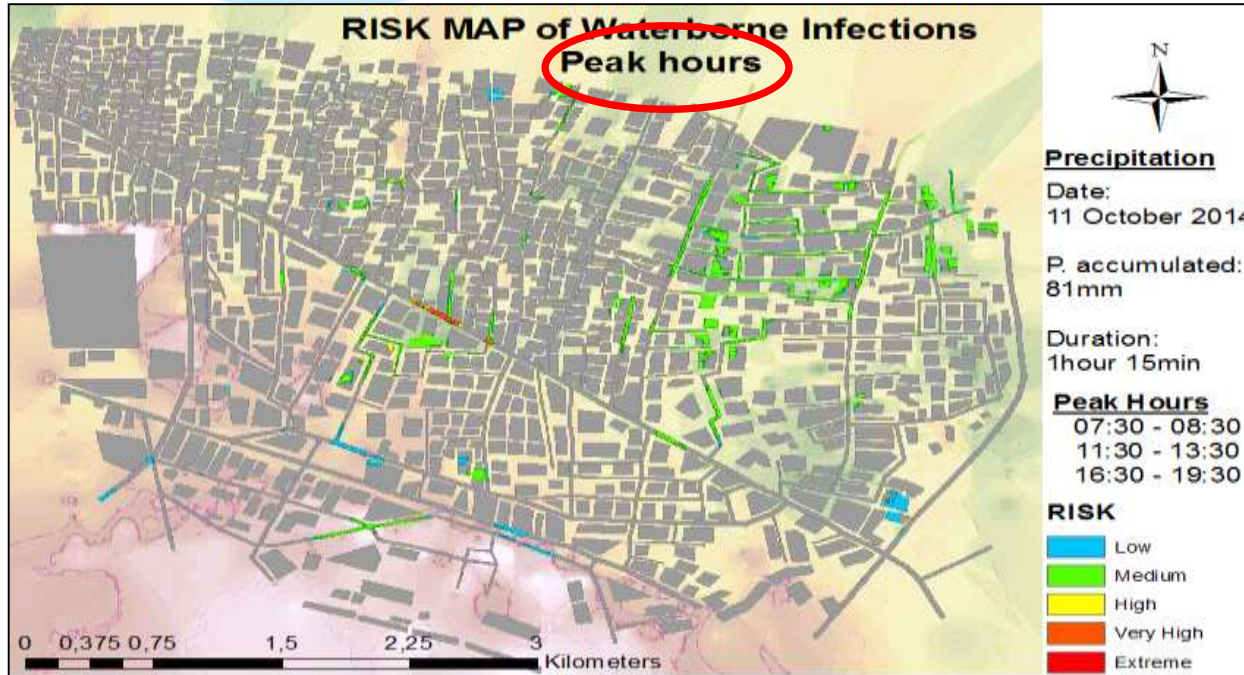 RISK MAP of Waterborne Infections
Peak hours
N
Precipitation
Date:
11 October 2014
P. accumulated:
81mm
Duration:
1hour 15min
Peak Hours
07:30 - 08:30
11:30 - 13:30
16:30 - 19:30
RISK
Low
Medium
High
Very High
Extreme
0 0,375 0,75 1,5 2,25 3
Kilometers